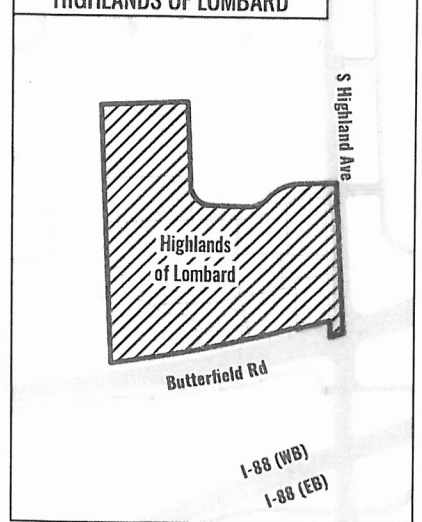 HIGHLANDS OF LOMBARD
S Highland Ave
Highlands
of Lombard
Butterfield Rd
I-88 (WB)
I-88 (EB)